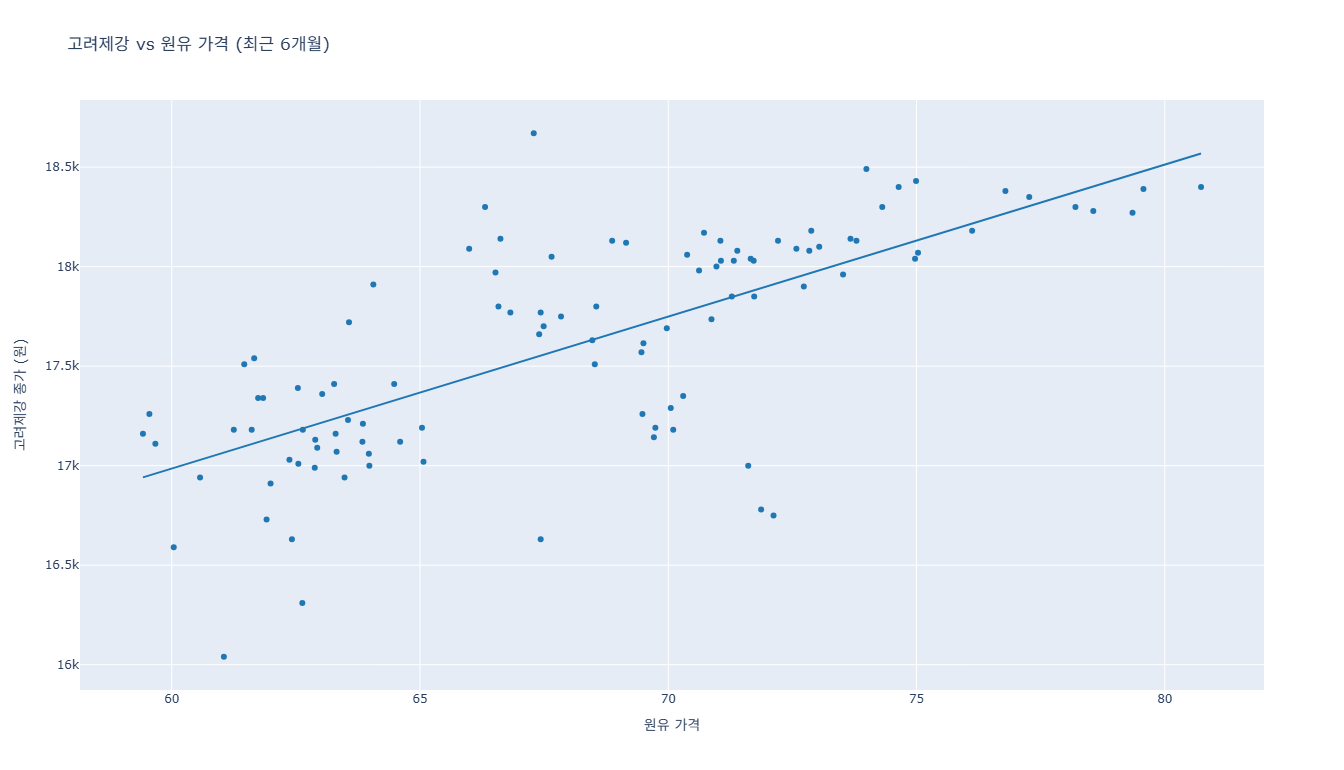 고려제강 vs 원유 가격 (최근 6개월)
고려제강 종가 (원)
18.5k
18k
17.5k
17k
16.5k
16k
60
65
70
75
80
원유 가격